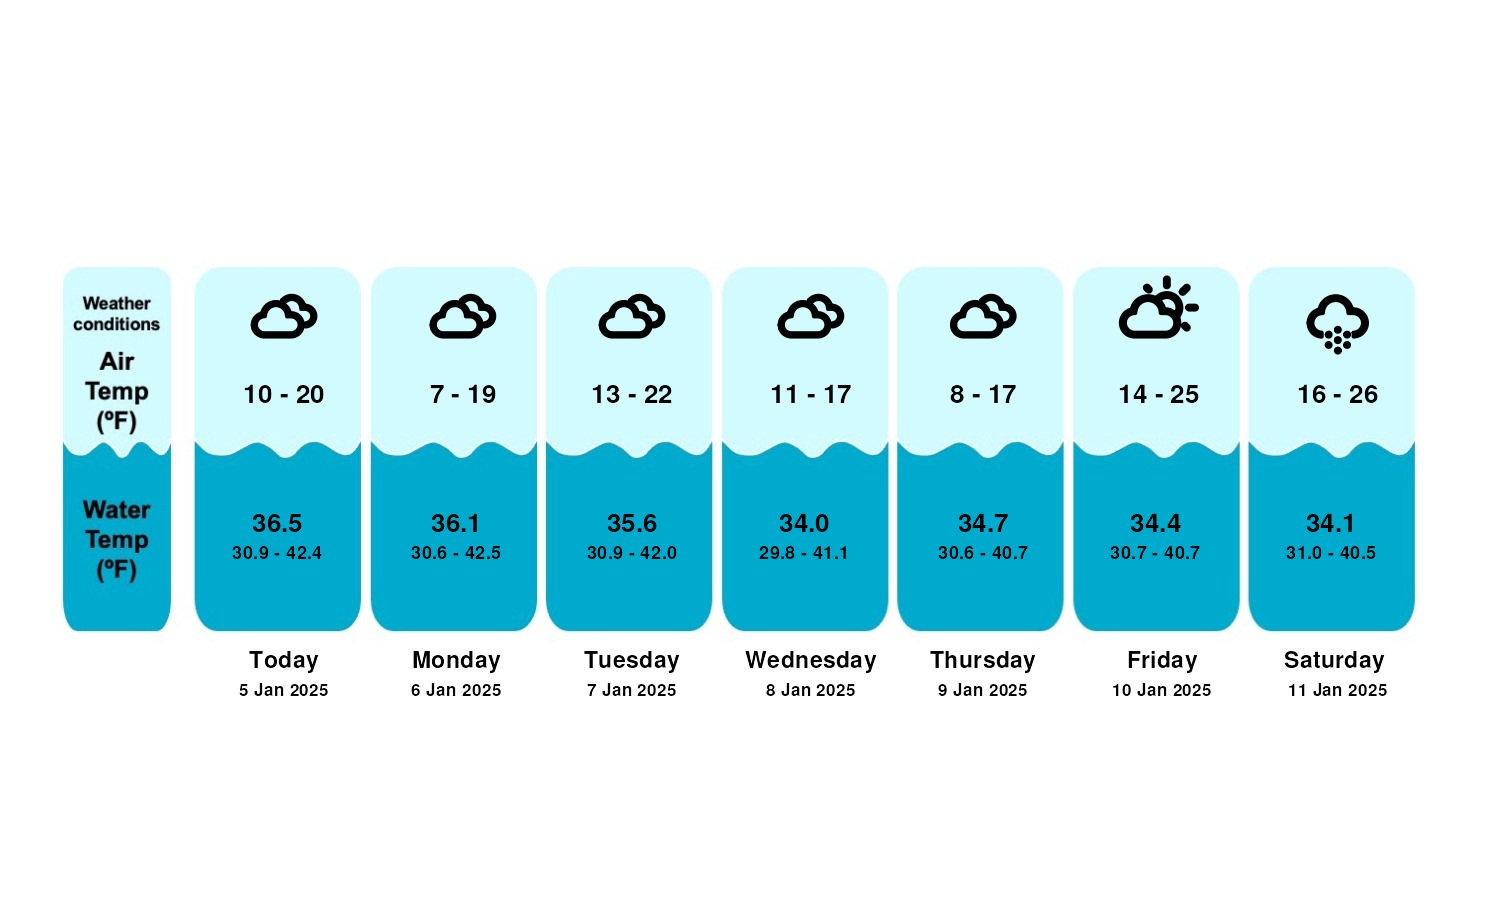 Weather
conditions
Air
Temp
(ºF)
Water
Temp
(ºF)
10 - 20
36.5
30.9 - 42.4
Today
5 Jan 2025
7 - 19
36.1
30.6 - 42.5
Monday
6 Jan 2025
13 - 22
35.6
30.9 - 42.0
Tuesday
7 Jan 2025
11 - 17
34.0
29.8 - 41.1
Wednesday
8 Jan 2025
8 - 17
34.7
30.6 - 40.7
Thursday
9 Jan 2025
14 - 25
34.4
30.7 - 40.7
Friday
10 Jan 2025
16 - 26
34.1
31.0 - 40.5
Saturday
11 Jan 2025